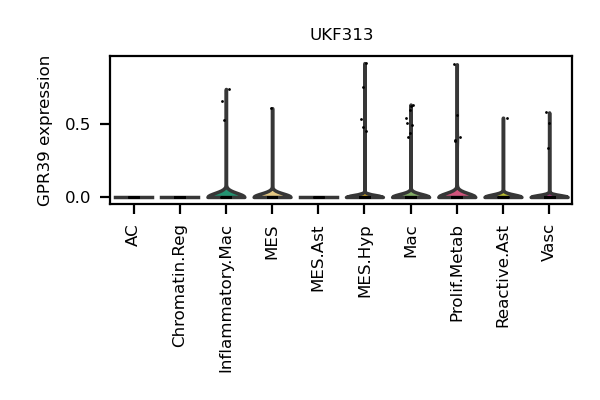 UKF313
GPR39 expression
0.5
0.0
AC
Chromatin.Reg
Inflammatory.Mac
MES
MES.Ast
MES.Hyp
Mac
Prolif.Metab
Reactive.Ast
Vasc